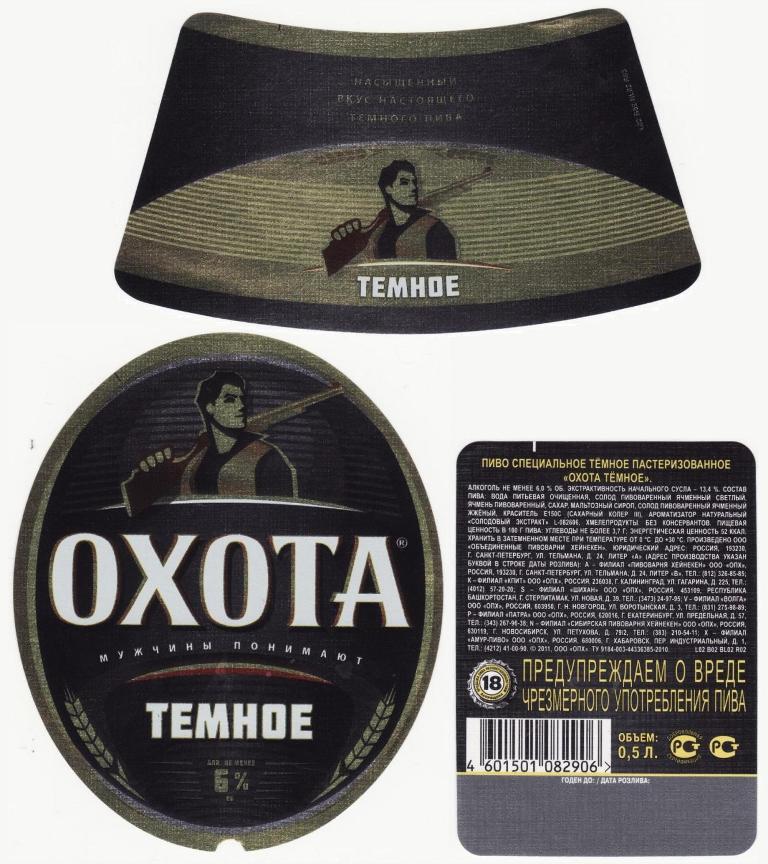 НАСЫЩЕННЫЙ
ВКУС НАСТОЯЩЕГО
ТЕМНОГО ПИВА
ТЕМНОЕ
ОХОТА®
МУЖЧИНЫ ПОНИМАЮТ
ТЕМНОЕ
АЛК. НЕ МЕНЕЕ
6%
ОБ.
ПИВО СПЕЦИАЛЬНОЕ ТЁМНОЕ ПАСТЕРИЗОВАННОЕ
«ОХОТА ТЁМНОЕ».
АЛКОГОЛЬ НЕ МЕНЕЕ 6,0 % ОБ. ЭКСТРАКТИВНОСТЬ НАЧАЛЬНОГО СУСЛА – 13,4 %. СОСТАВ
ПИВА: ВОДА ПИТЬЕВАЯ ОЧИЩЕННАЯ, СОЛОД ПИВОВАРЕННЫЙ ЯЧМЕННЫЙ СВЕТЛЫЙ,
ЯЧМЕНЬ ПИВОВАРЕННЫЙ, САХАР, МАЛЬТОЗНЫЙ СИРОП, СОЛОД ПИВОВАРЕННЫЙ ЯЧМЕННЫЙ
ЖЖЁНЫЙ, КРАСИТЕЛЬ Е150С (САХАРНЫЙ КОЛЕР III), АРОМАТИЗАТОР НАТУРАЛЬНЫЙ
«СОЛОДОВЫЙ ЭКСТРАКТ» L-082606, ХМЕЛЕПРОДУКТЫ. БЕЗ КОНСЕРВАНТОВ. ПИЩЕВАЯ
ЦЕННОСТЬ В 100 Г ПИВА: УГЛЕВОДЫ НЕ БОЛЕЕ 3,7 Г; ЭНЕРГЕТИЧЕСКАЯ ЦЕННОСТЬ 52 ККАЛ.
ХРАНИТЬ В ЗАТЕМНЕННОМ МЕСТЕ ПРИ ТЕМПЕРАТУРЕ ОТ 0 °С ДО +30 °С. ПРОИЗВЕДЕНО ООО
«ОБЪЕДИНЕННЫЕ ПИВОВАРНИ ХЕЙНЕКЕН». ЮРИДИЧЕСКИЙ АДРЕС: РОССИЯ, 193230,
Г. САНКТ-ПЕТЕРБУРГ, УЛ. ТЕЛЬМАНА, Д. 24, ЛИТЕР «А» (АДРЕС ПРОИЗВОДСТВА УКАЗАН
БУКВОЙ В СТРОКЕ ДАТЫ РОЗЛИВА): А – ФИЛИАЛ «ПИВОВАРНЯ ХЕЙНЕКЕН» ООО «ОПХ»,
РОССИЯ, 193230, Г. САНКТ-ПЕТЕРБУРГ, УЛ. ТЕЛЬМАНА, Д. 24, ЛИТЕР «В», ТЕЛ.: (812) 326-85-85;
К – ФИЛИАЛ «КПИТ» ООО «ОПХ», РОССИЯ, 236038, Г. КАЛИНИНГРАД, УЛ. ГАГАРИНА, Д. 225, ТЕЛ.:
(4012) 57-20-20; S – ФИЛИАЛ «ШИХАН» ООО «ОПХ», РОССИЯ, 453109, РЕСПУБЛИКА
БАШКОРТОСТАН, Г. СТЕРЛИТАМАК, УЛ. НОВАЯ, Д. 39, ТЕЛ.: (3473) 24-97-95; V – ФИЛИАЛ «ВОЛГА»
ООО «ОПХ», РОССИЯ, 603950, Г. Н. НОВГОРОД, УЛ. ВОРОТЫНСКАЯ, Д. 3, ТЕЛ.: (831) 275-98-89;
Р – ФИЛИАЛ «ПАТРА» ООО «ОПХ», РОССИЯ, 620016, Г. ЕКАТЕРИНБУРГ, УЛ. ПРЕДЕЛЬНАЯ, Д. 57,
ТЕЛ.: (343) 267-96-38; N – ФИЛИАЛ «СИБИРСКАЯ ПИВОВАРНЯ ХЕЙНЕКЕН» ООО «ОПХ», РОССИЯ,
630119, Г. НОВОСИБИРСК, УЛ. ПЕТУХОВА, Д. 79/2, ТЕЛ.: (383) 210-54-11; Х – ФИЛИАЛ
«АМУР-ПИВО» ООО «ОПХ», РОССИЯ, 680006, Г. ХАБАРОВСК, ПЕР. ИНДУСТРИАЛЬНЫЙ, Д. 1,
ТЕЛ.: (4212) 41-00-90. © 2011, ООО «ОПХ» ТУ 9184-003-44336385-2010. L02 B02 BL02 R02
18
ПРЕДУПРЕЖДАЕМ О ВРЕДЕ
ЧРЕЗМЕРНОГО УПОТРЕБЛЕНИЯ ПИВА
4 601501 082906 >
ОБЪЕМ:
0,5 Л.
ГОДЕН ДО: / ДАТА РОЗЛИВА: